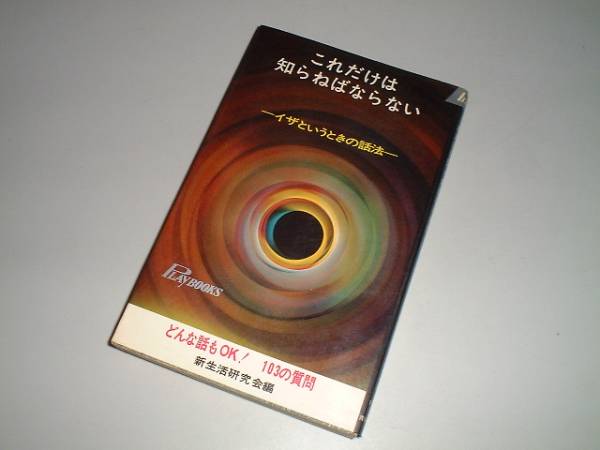 これだけは
知らねばならない
―イザというときの話法―
PLAYBOOKS
どんな話もOK! 103の質問
新生活研究会編